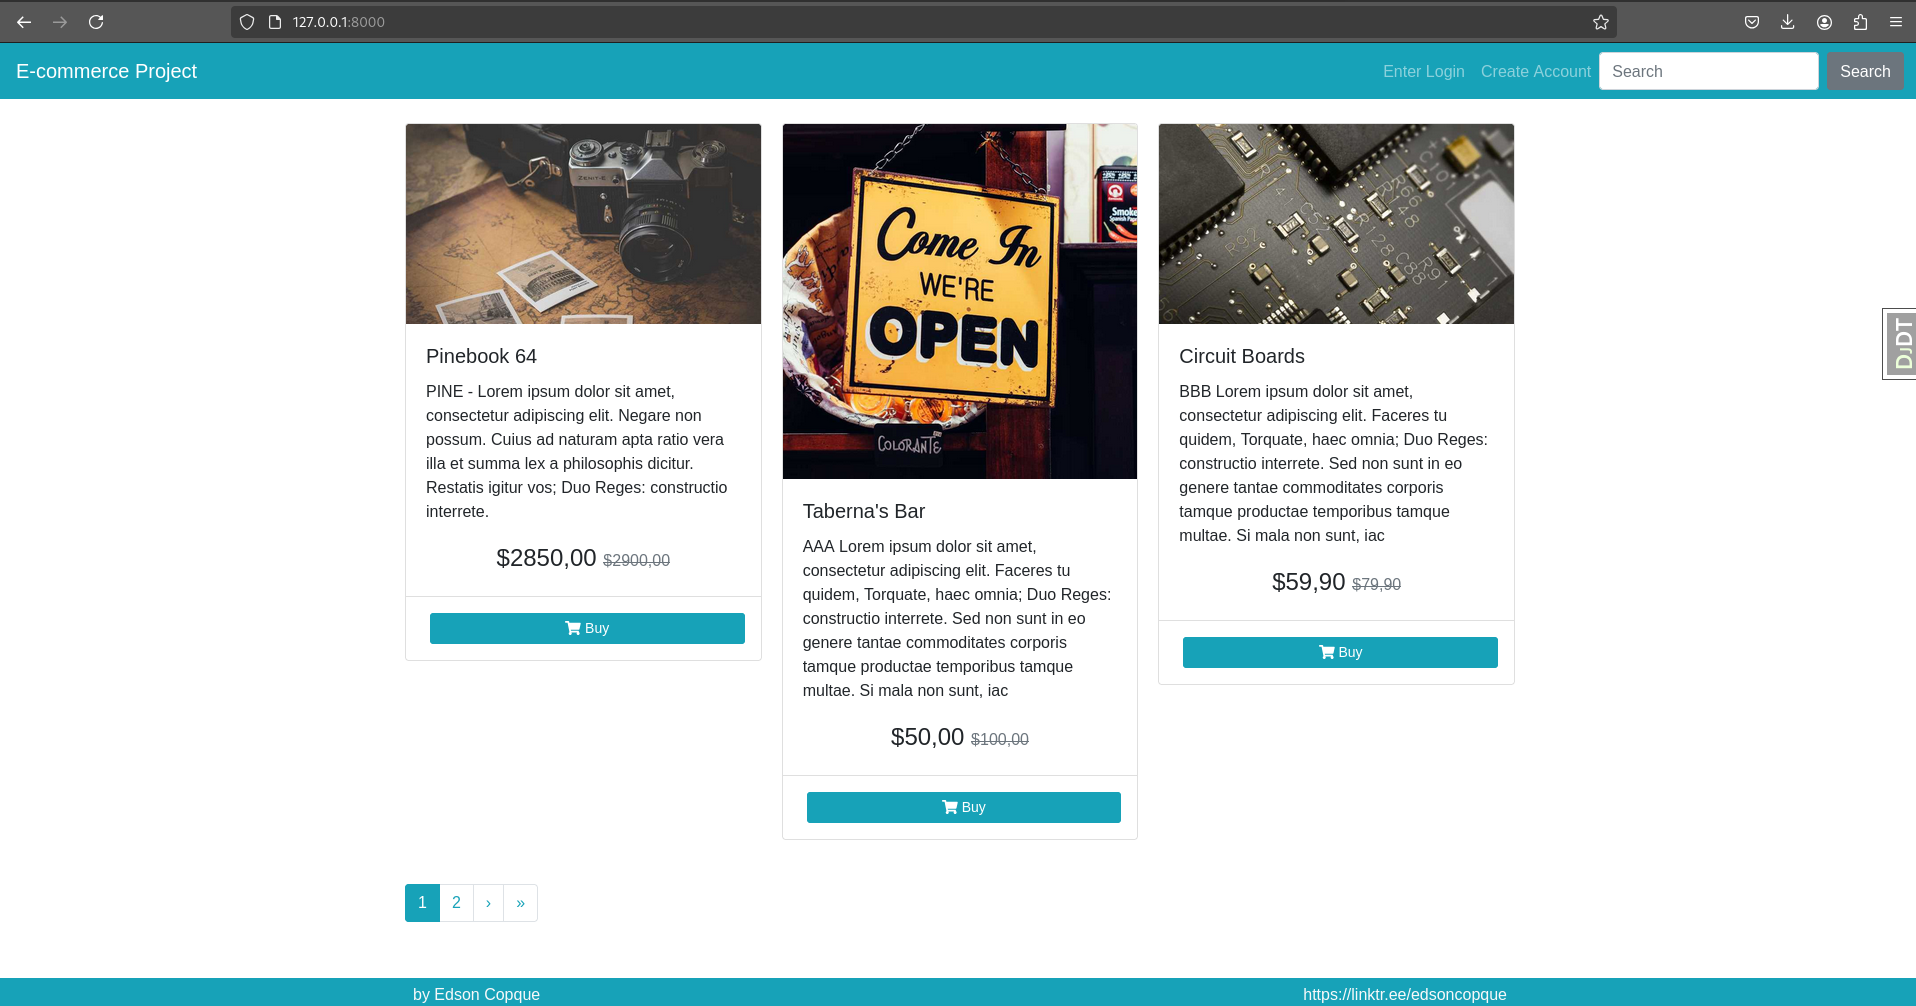 127.0.0.1:8000
E-commerce Project
Enter Login
Create Account
Search
Search
ZENIT-E
Pinebook 64
PINE - Lorem ipsum dolor sit amet,
consectetur adipiscing elit. Negare non
possum. Cuius ad naturam apta ratio vera
illa et summa lex a philosophis dicitur.
Restatis igitur vos; Duo Reges: constructio
interrete.
$2850,00 $2900,00
Buy
Come In
WE'RE
OPEN
COLORANTE
Smoke
Taberna's Bar
AAA Lorem ipsum dolor sit amet,
consectetur adipiscing elit. Faceres tu
quidem, Torquate, haec omnia; Duo Reges:
constructio interrete. Sed non sunt in eo
genere tantae commoditates corporis
tamque productae temporibus tamque
multae. Si mala non sunt, iac
$50,00 $100,00
Buy
R128
C88
R91
R92
Circuit Boards
BBB Lorem ipsum dolor sit amet,
consectetur adipiscing elit. Faceres tu
quidem, Torquate, haec omnia; Duo Reges:
constructio interrete. Sed non sunt in eo
genere tantae commoditates corporis
tamque productae temporibus tamque
multae. Si mala non sunt, iac
$59,90 $79,90
Buy
DJDT
1 2 › »
by Edson Copque
https://linktr.ee/edsoncopque